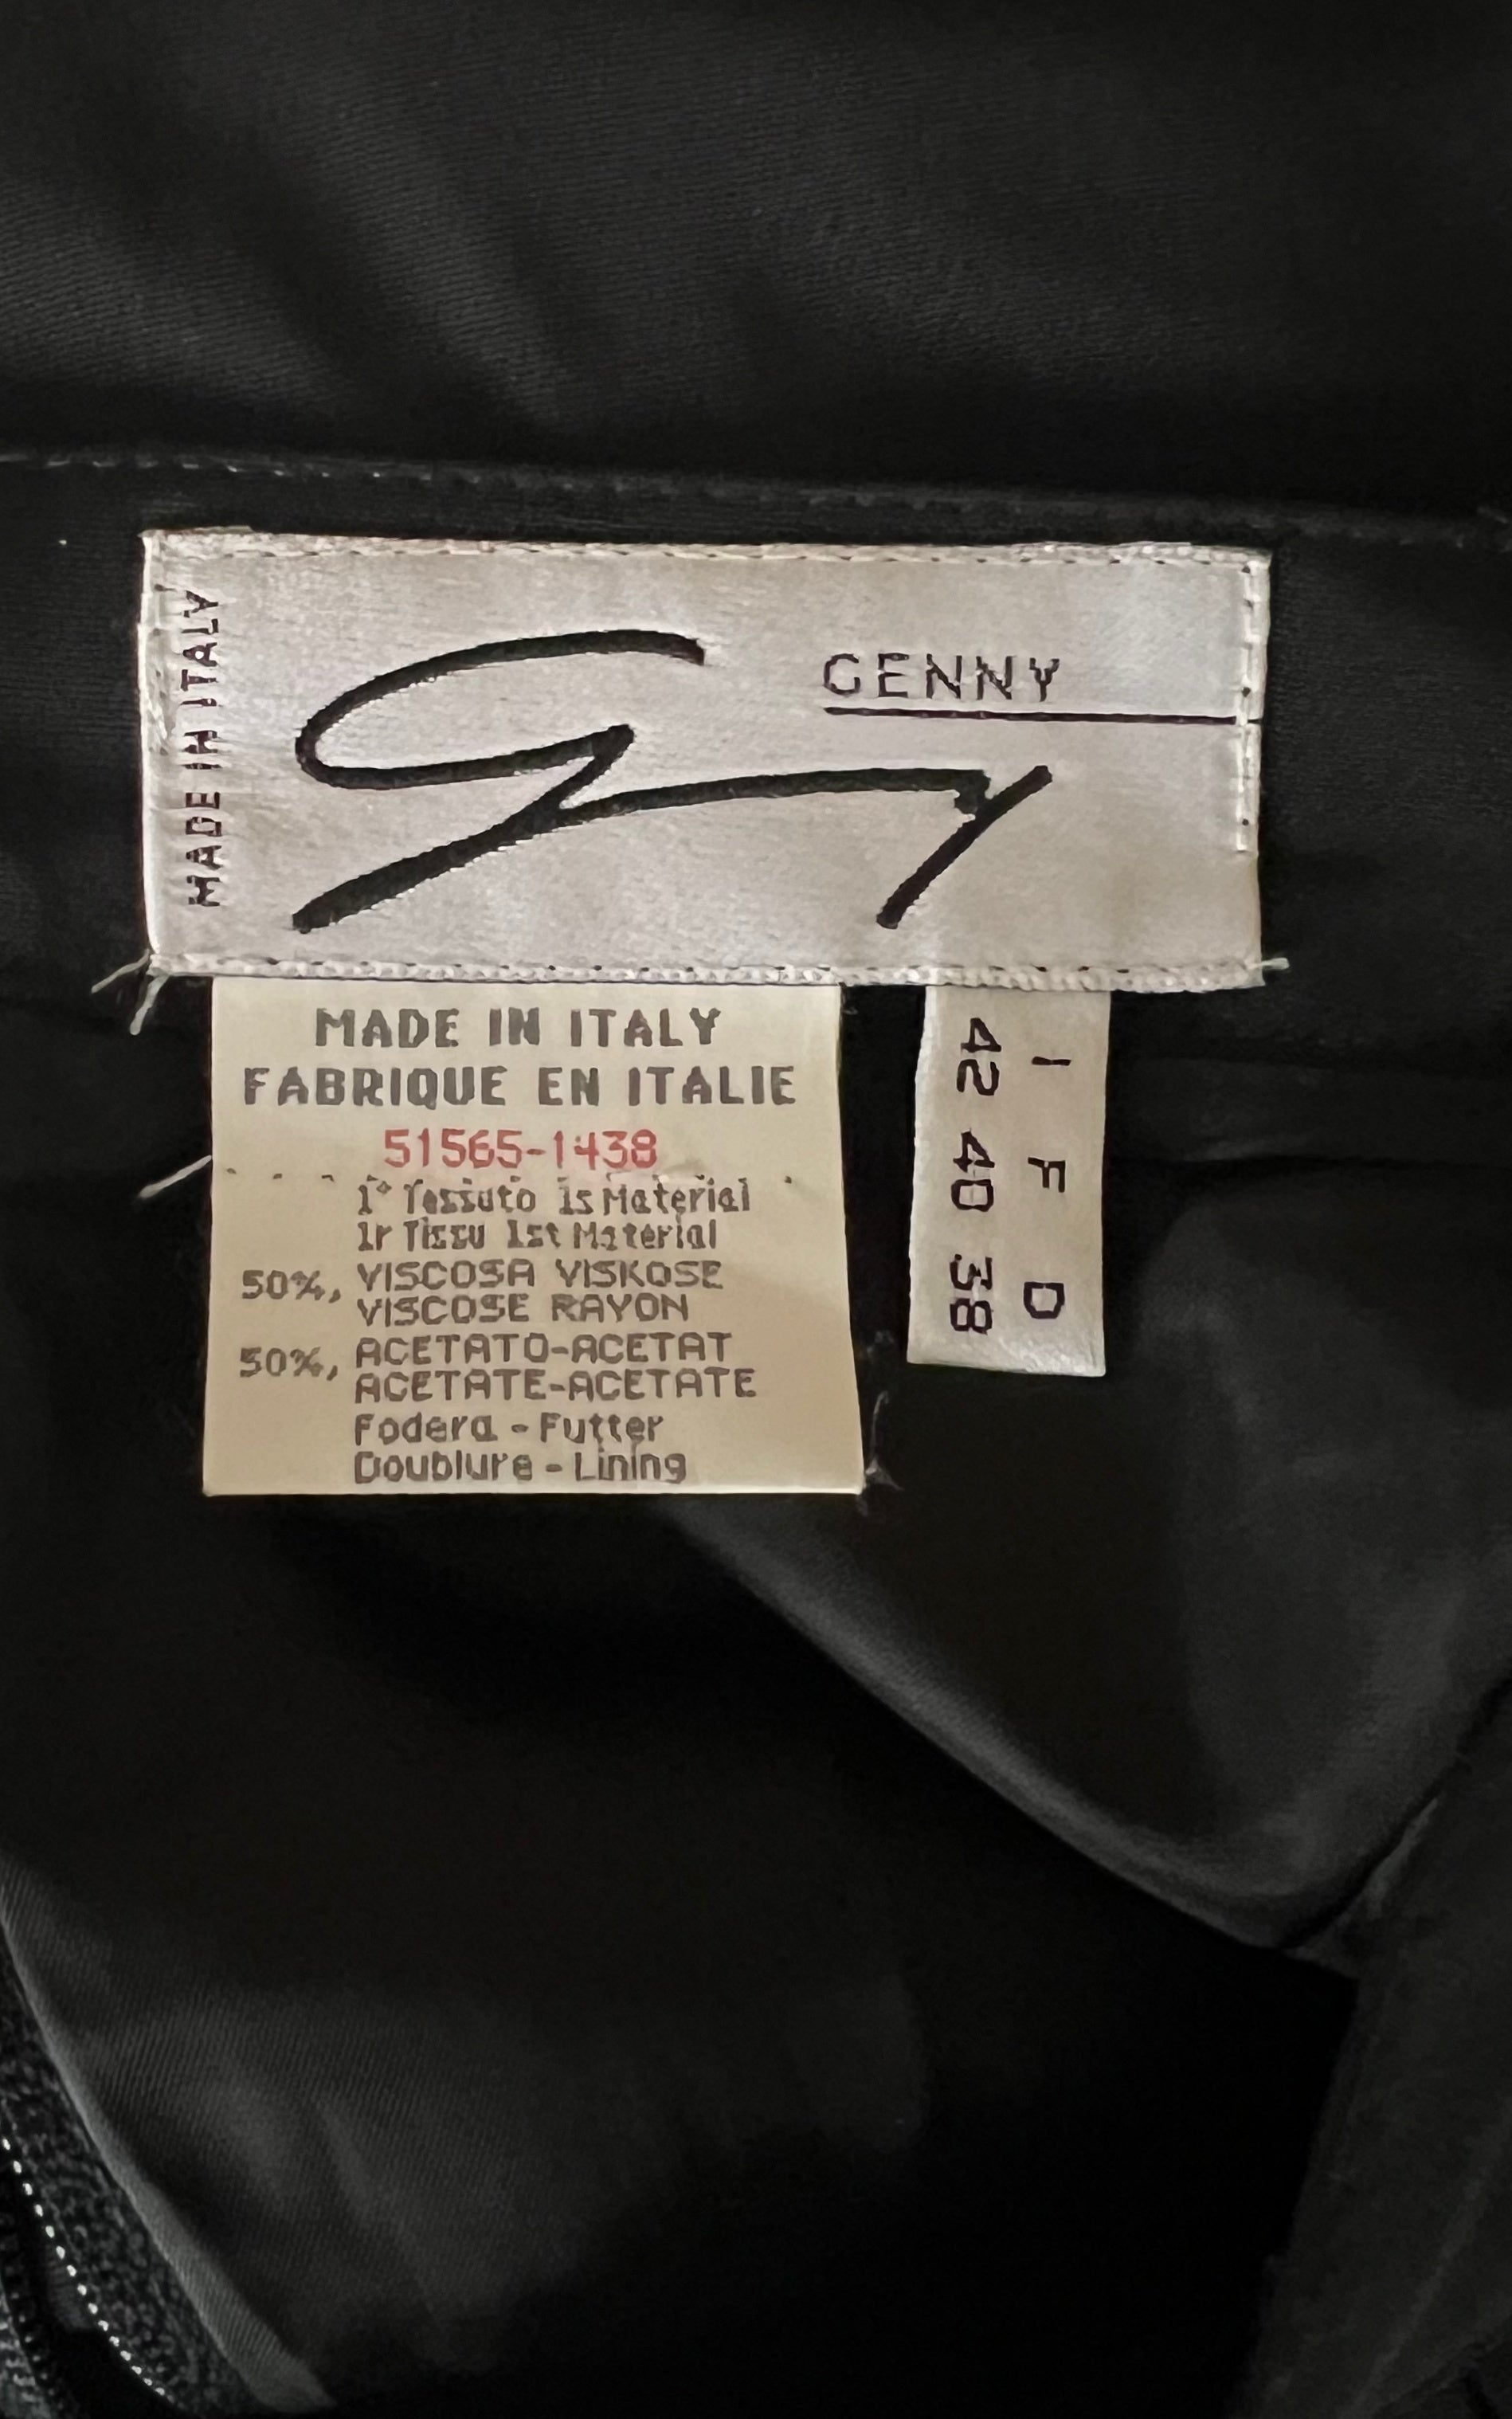 MADE IN ITALY
GENNY
MADE IN ITALY
FABRIQUE EN ITALIE
51565-1438
1° Tessuto 1s Material
1r Tissu 1st Material
50%, VISCOSA VISKOSE
VISCOSE RAYON
50%, ACETATO-ACETAT
ACETATE-ACETATE
Fodera - Futter
Doublure - Lining
I F D
42 40 38